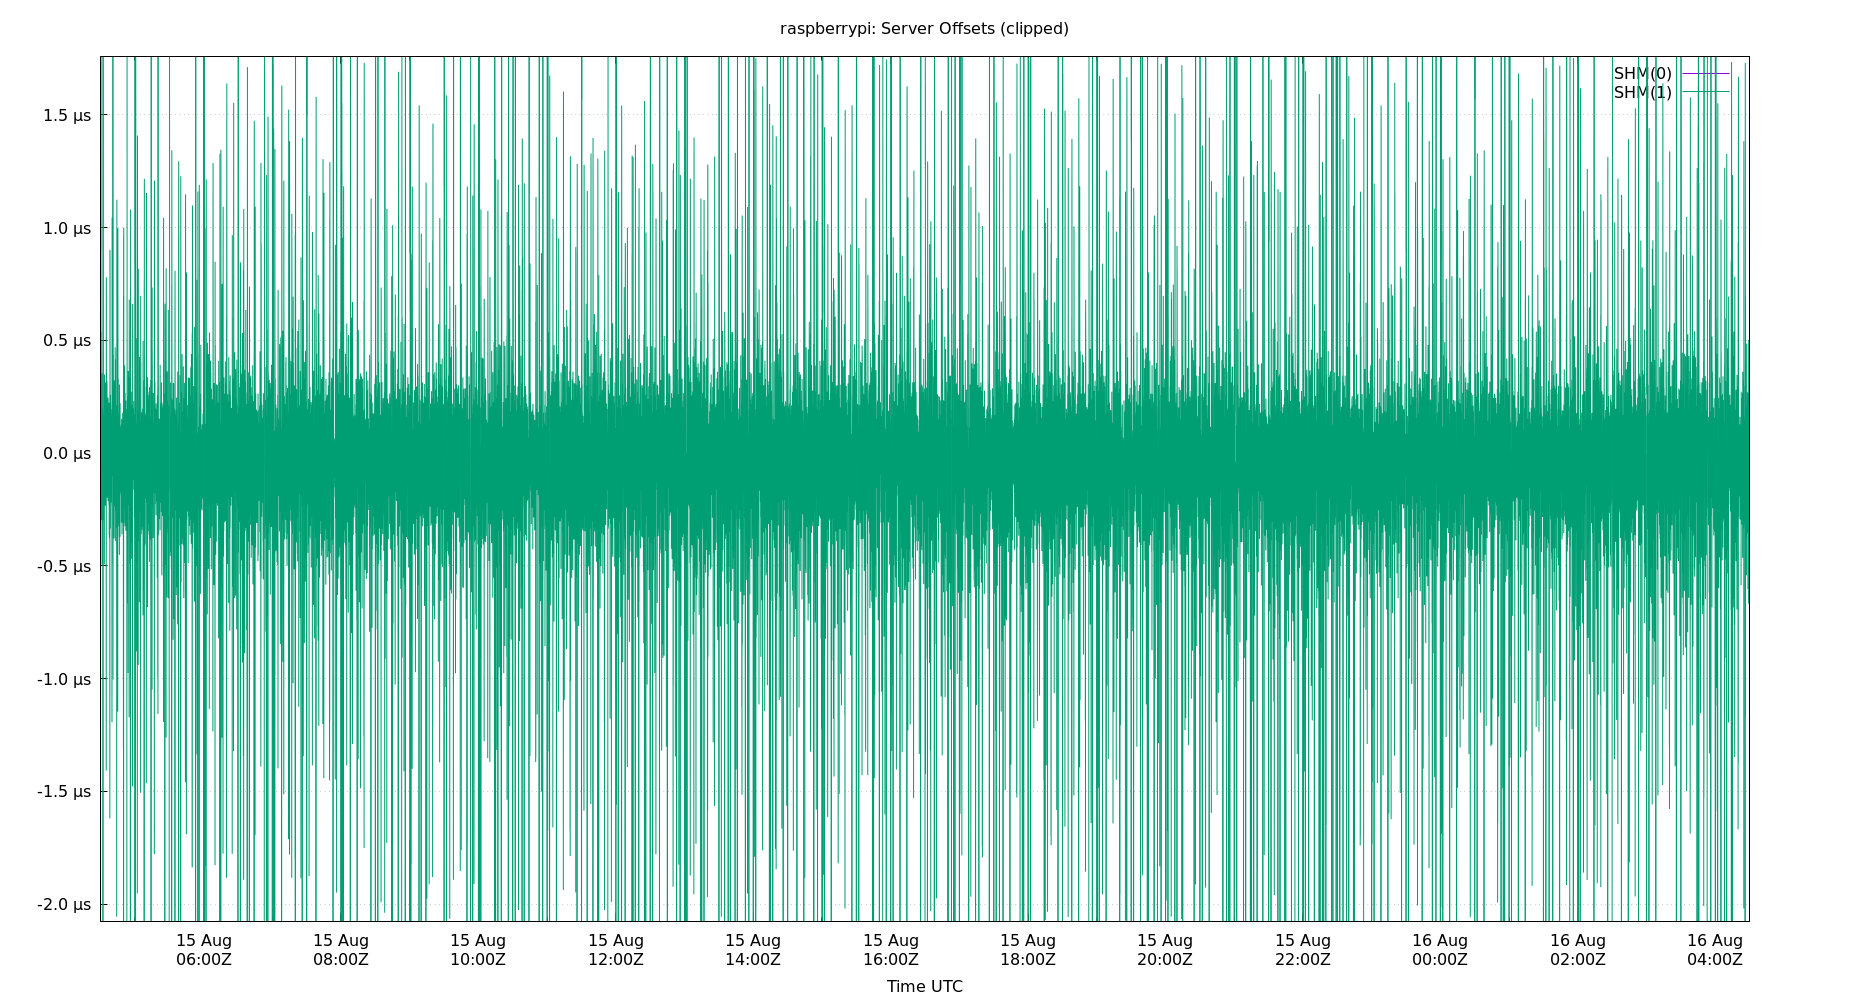 raspberrypi: Server Offsets (clipped)
SHM(0)
SHM(1)
1.5 µs
1.0 µs
0.5 µs
0.0 µs
-0.5 µs
-1.0 µs
-1.5 µs
-2.0 µs
15 Aug 15 Aug 15 Aug 15 Aug 15 Aug 15 Aug 15 Aug 15 Aug 15 Aug 16 Aug 16 Aug 16 Aug
06:00Z 08:00Z 10:00Z 12:00Z 14:00Z 16:00Z 18:00Z 20:00Z 22:00Z 00:00Z 02:00Z 04:00Z
Time UTC